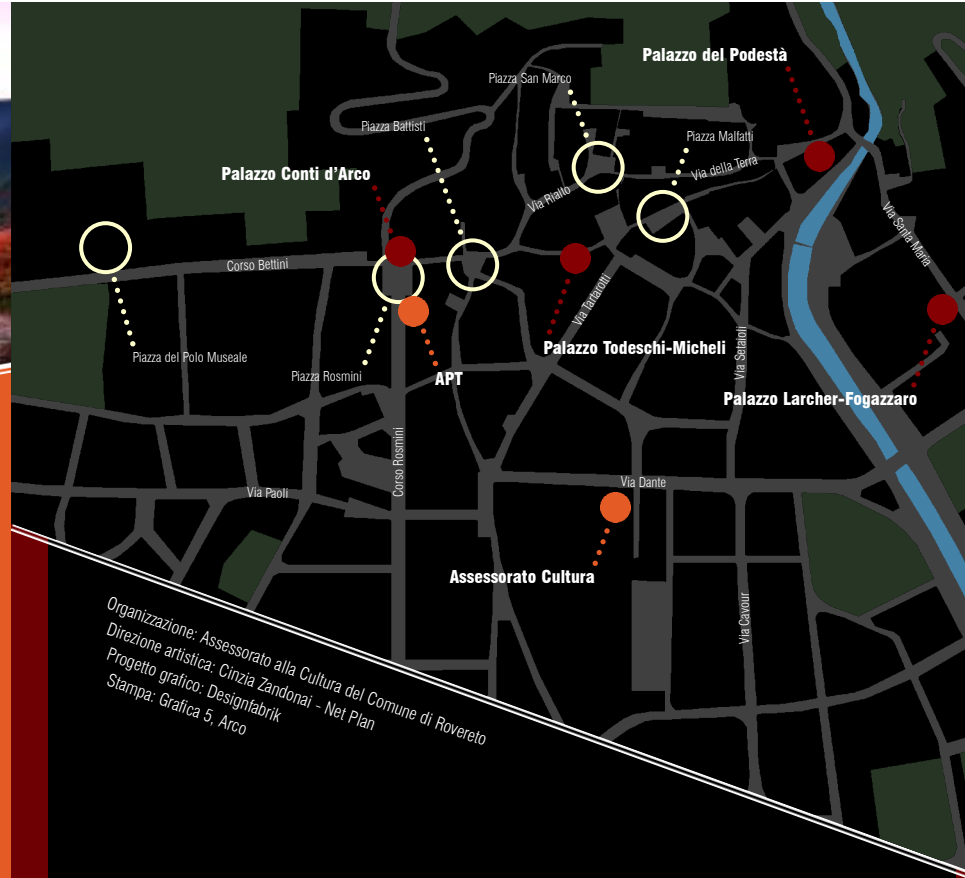 Palazzo del Podestà
Piazza San Marco
Piazza Battisti
Piazza Malfatti
Via della Terra
Palazzo Conti d'Arco
Via Rialto
Via Santa Maria
Corso Bettini
Via Tartarotti
Palazzo Todeschi-Micheli
Via Setaioli
Piazza del Polo Museale
Piazza Rosmini
APT
Palazzo Larcher-Fogazzaro
Corso Rosmini
Via Paoli
Via Dante
Assessorato Cultura
Via Cavour
Organizzazione: Assessorato alla Cultura del Comune di Rovereto
Direzione artistica: Cinzia Zandonai - Net Plan
Progetto grafico: Designfabrik
Stampa: Grafica 5, Arco